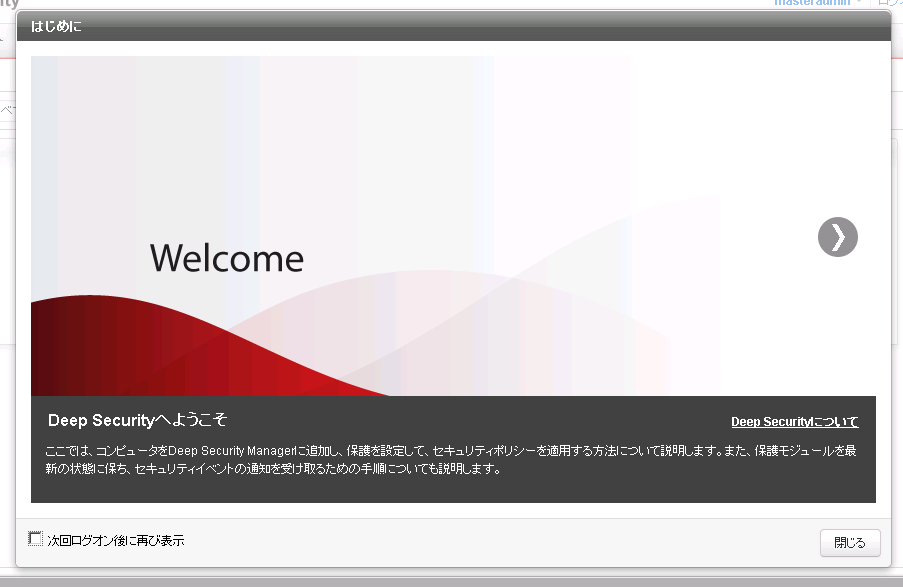 masteradmin
はじめに
Welcome
Deep Securityへようこそ
Deep Securityについて
ここでは、コンピュータをDeep Security Managerに追加し、保護を設定して、セキュリティポリシーを適用する方法について説明します。また、保護モジュールを最
新の状態に保ち、セキュリティイベントの通知を受け取るための手順についても説明します。
次回ログオン後に再び表示
閉じる